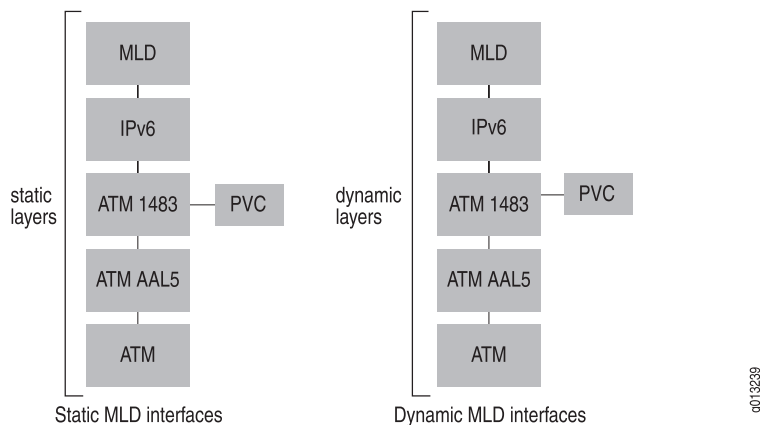 MLD
IPv6
static
layers
ATM 1483
PVC
ATM AAL5
ATM
Static MLD interfaces
MLD
IPv6
dynamic
layers
ATM 1483
PVC
ATM AAL5
ATM
Dynamic MLD interfaces
g013239